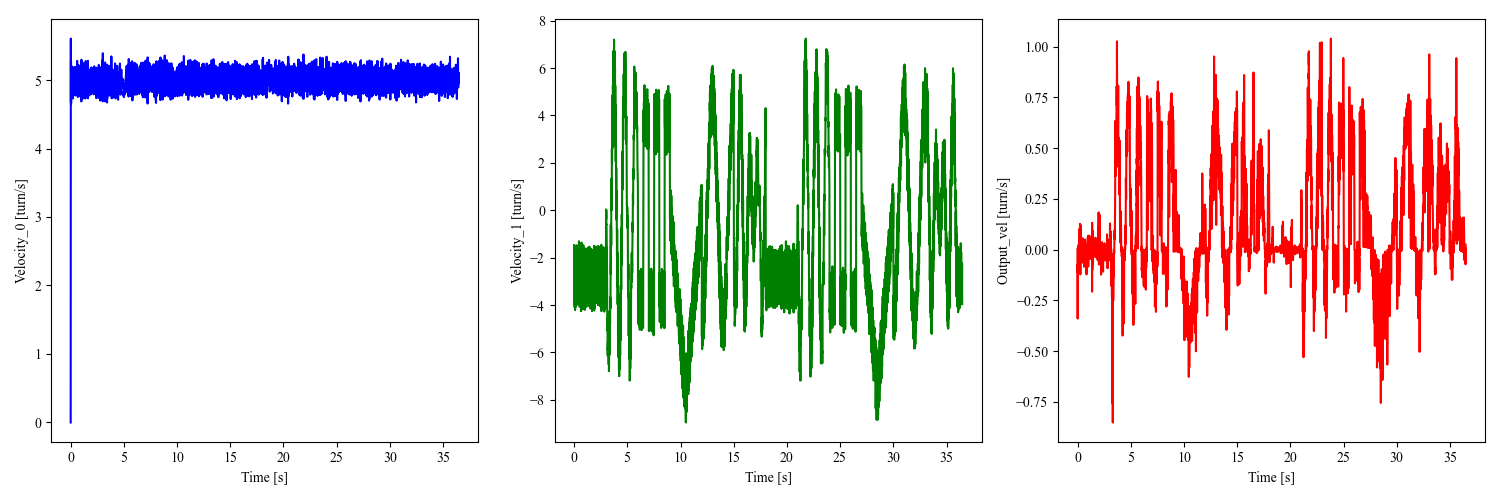 Velocity_0 [turn/s]
5
4
3
2
1
0
0 5 10 15 20 25 30 35
Time [s]
Velocity_1 [turn/s]
8
6
4
2
0
−2
−4
−6
−8
0 5 10 15 20 25 30 35
Time [s]
Output_vel [turn/s]
1.00
0.75
0.50
0.25
0.00
−0.25
−0.50
−0.75
0 5 10 15 20 25 30 35
Time [s]